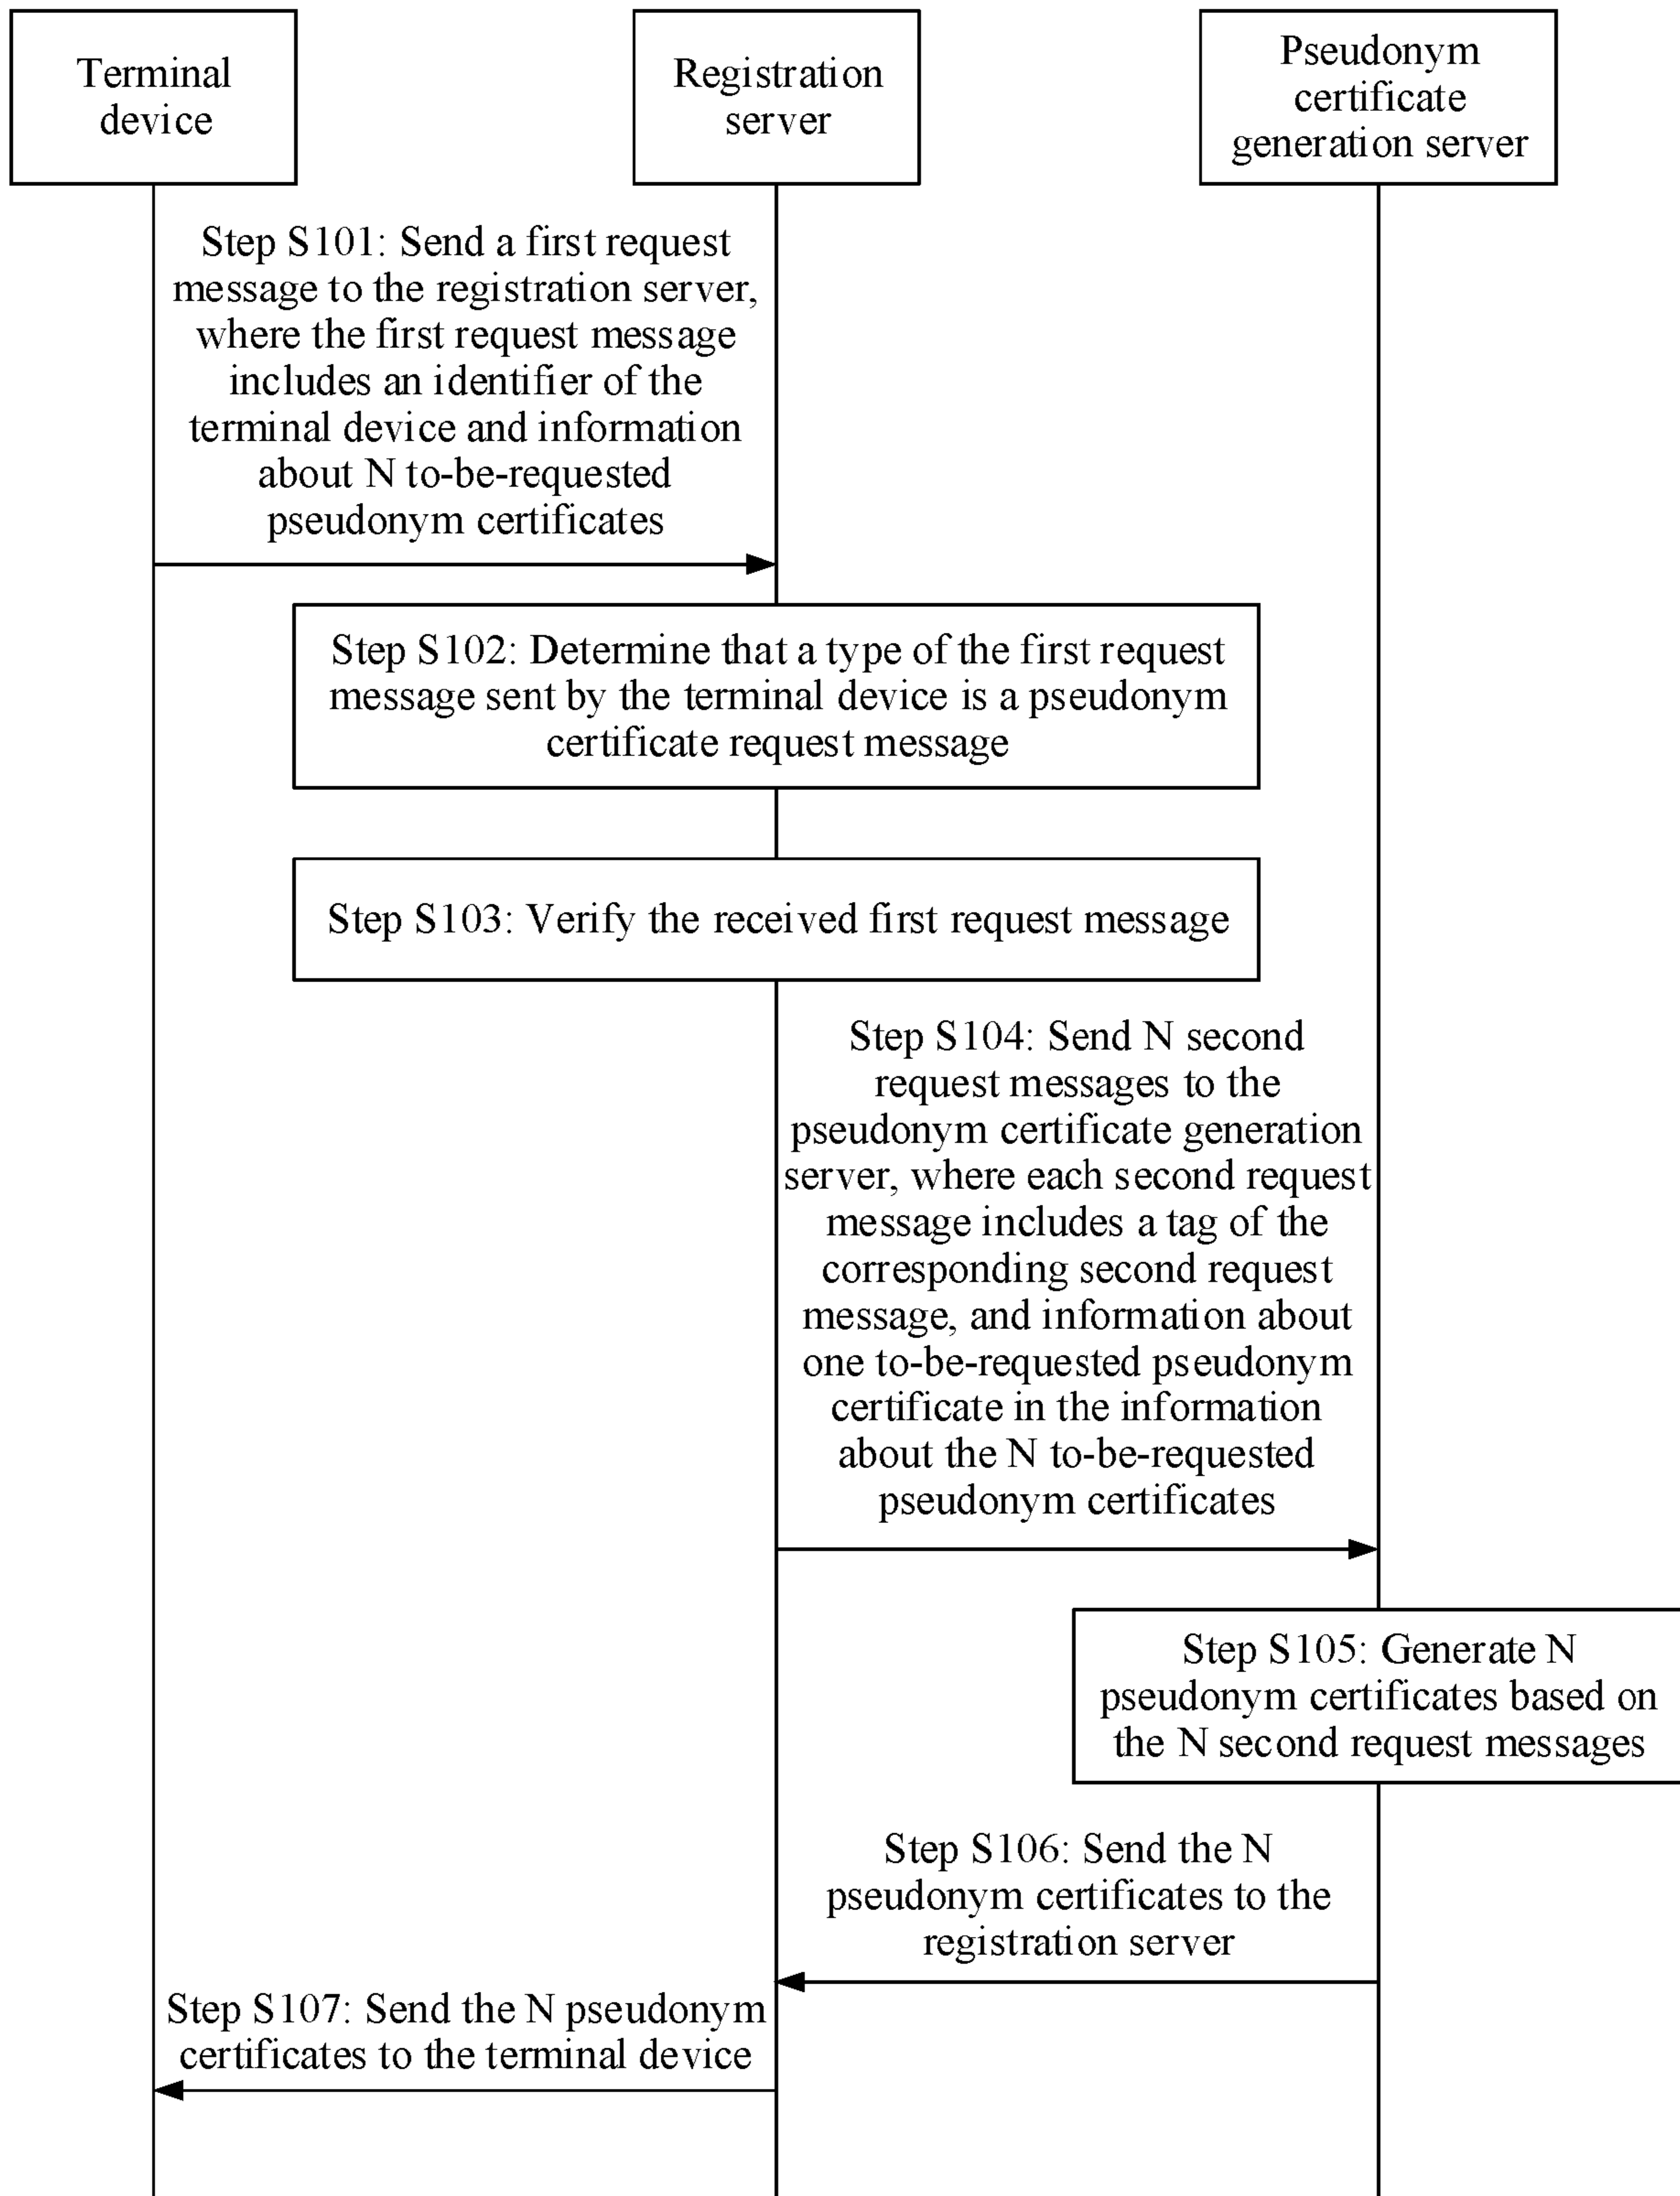 Terminal
device
Registration
server
Pseudonym
certificate
generation server
Step S101: Send a first request
message to the registration server,
where the first request message
includes an identifier of the
terminal device and information
about N to-be-requested
pseudonym certificates
Step S102: Determine that a type of the first request
message sent by the terminal device is a pseudonym
certificate request message
Step S103: Verify the received first request message
Step S104: Send N second
request messages to the
pseudonym certificate generation
server, where each second request
message includes a tag of the
corresponding second request
message, and information about
one to-be-requested pseudonym
certificate in the information
about the N to-be-requested
pseudonym certificates
Step S105: Generate N
pseudonym certificates based on
the N second request messages
Step S106: Send the N
pseudonym certificates to the
registration server
Step S107: Send the N pseudonym
certificates to the terminal device